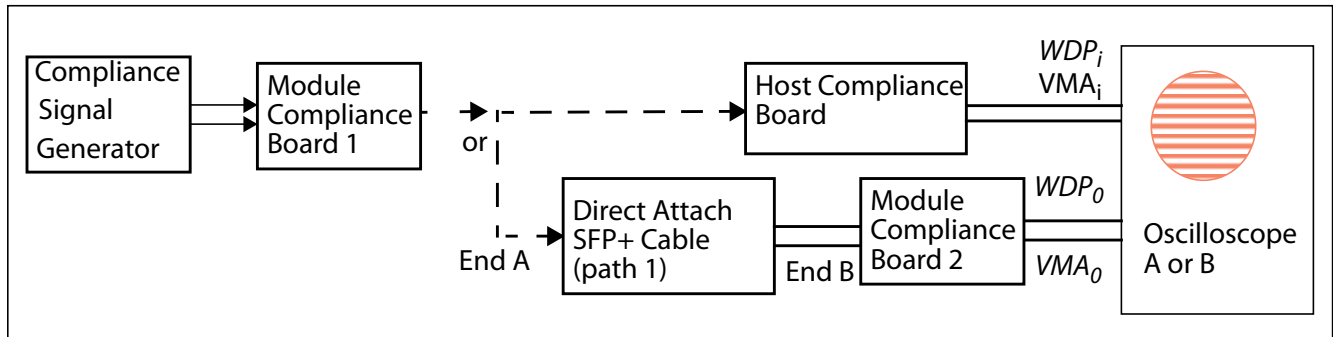 Compliance
Signal
Generator
Module
Compliance
Board 1
or
Host Compliance
Board
WDPi
VMAi
End A
Direct Attach
SFP+ Cable
(path 1)
End B
Module
Compliance
Board 2
WDP0
VMA0
Oscilloscope
A or B